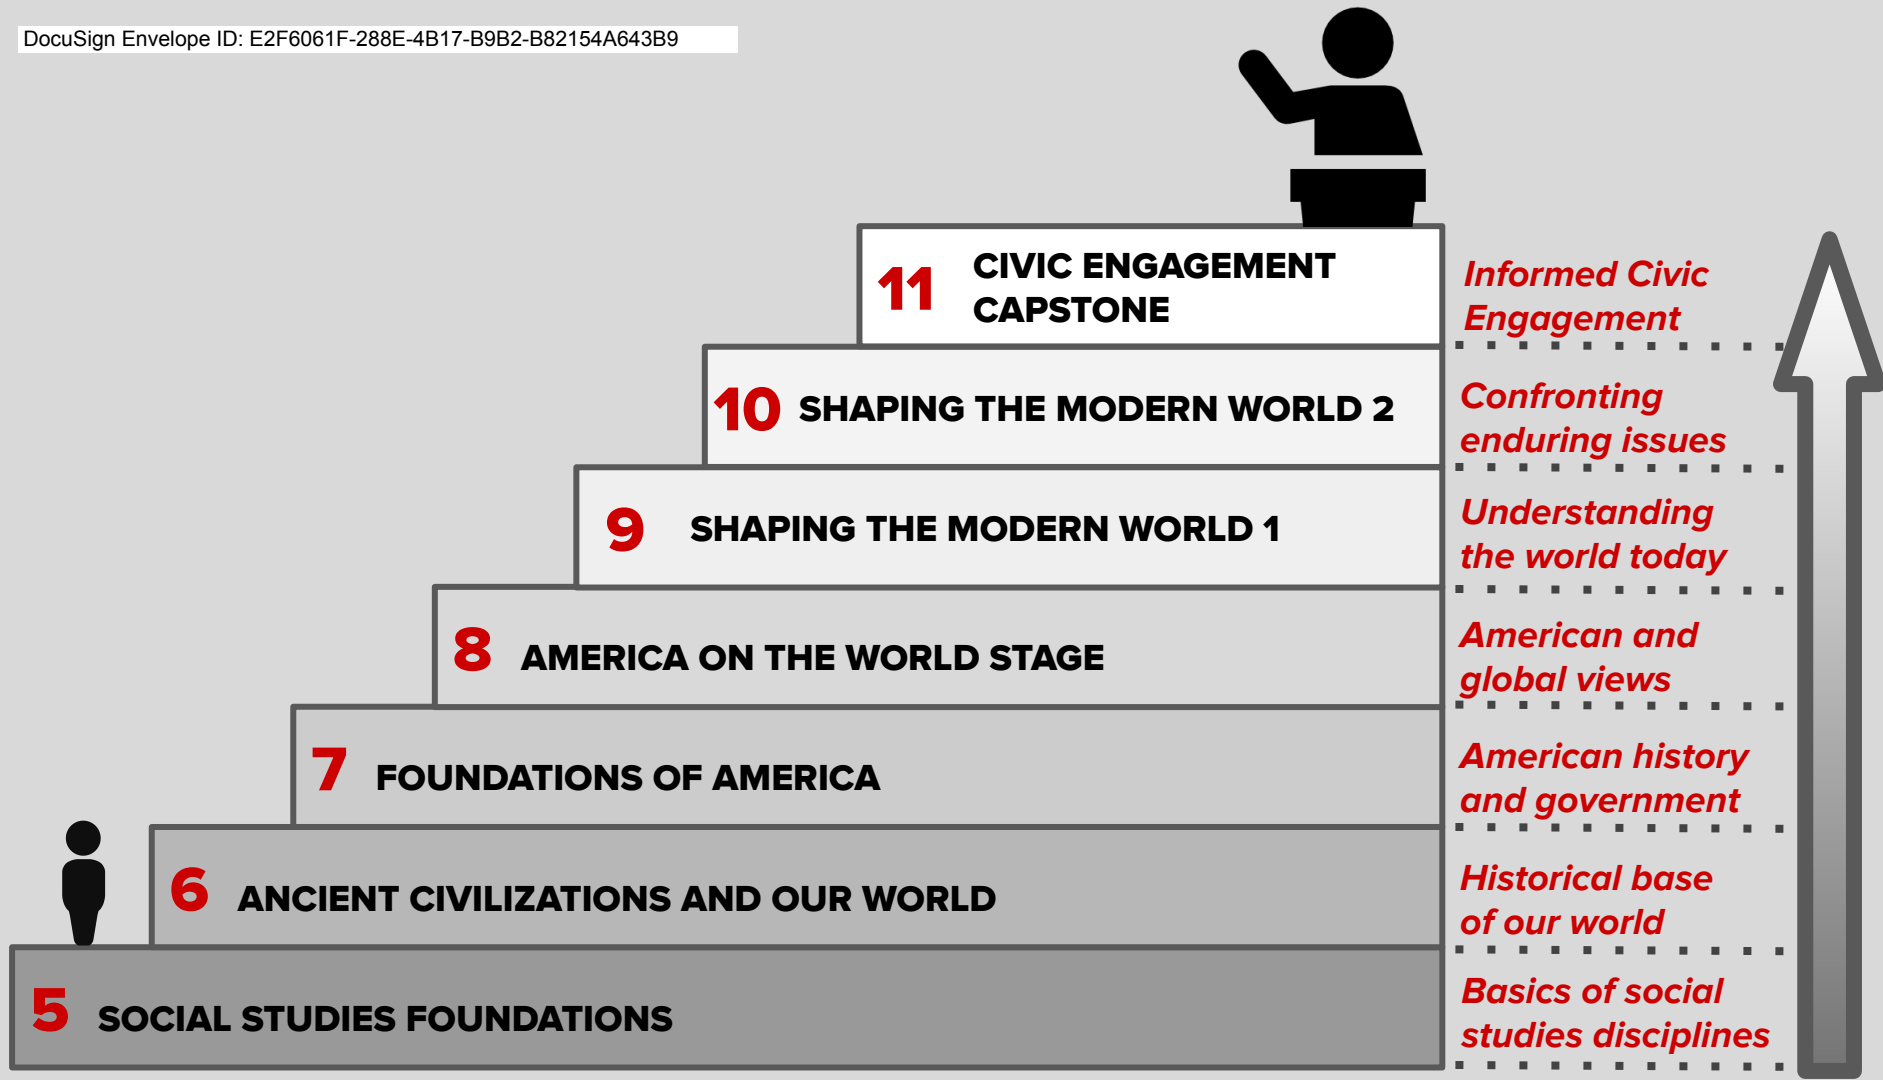 DocuSign Envelope ID: E2F6061F-288E-4B17-B9B2-B82154A643B9
11 CIVIC ENGAGEMENT
CAPSTONE
Informed Civic
Engagement
10 SHAPING THE MODERN WORLD 2
Confronting
enduring issues
9 SHAPING THE MODERN WORLD 1
Understanding
the world today
8 AMERICA ON THE WORLD STAGE
American and
global views
7 FOUNDATIONS OF AMERICA
American history
and government
6 ANCIENT CIVILIZATIONS AND OUR WORLD
Historical base
of our world
5 SOCIAL STUDIES FOUNDATIONS
Basics of social
studies disciplines